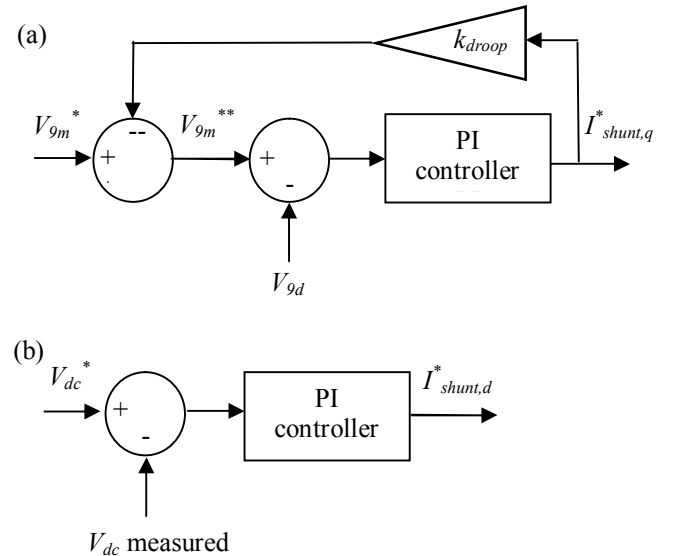 (a)
k_droop
V_9m^* -- V_9m^** PI controller I^*_shunt,q
+ + -
V_9d
(b)
V_dc^* PI controller I^*_shunt,d
+ -
V_dc measured